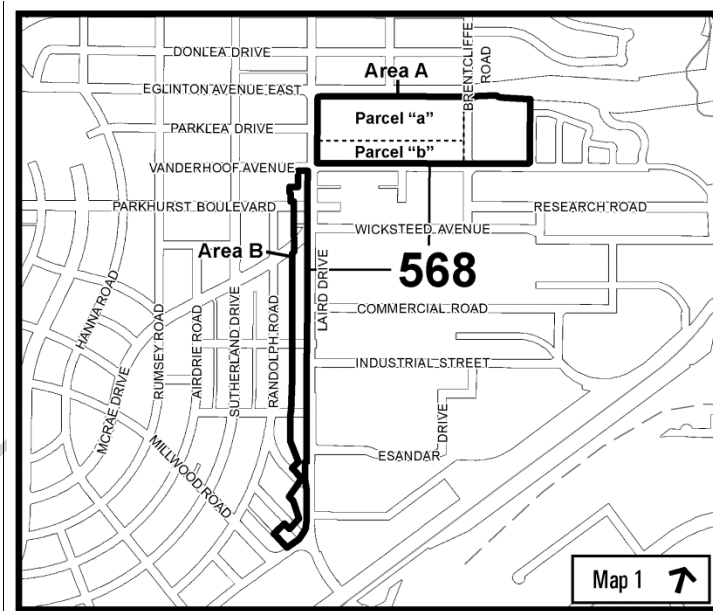 DONLEA DRIVE
BRENTCLIFFE
ROAD
Area A
EGLINTON AVENUE EAST
Parcel “a”
PARKLEA DRIVE
Parcel “b”
VANDERHOOF AVENUE
PARKHURST BOULEVARD
RESEARCH ROAD
WICKSTEED AVENUE
Area B
568
LAIRD DRIVE
HANNA ROAD
COMMERCIAL ROAD
RUMSEY ROAD
AIRDRIE ROAD
SUTHERLAND DRIVE
RANDOLPH ROAD
INDUSTRIAL STREET
MCRAE DRIVE
MILLWOOD ROAD
ESANDAR
DRIVE
Map 1